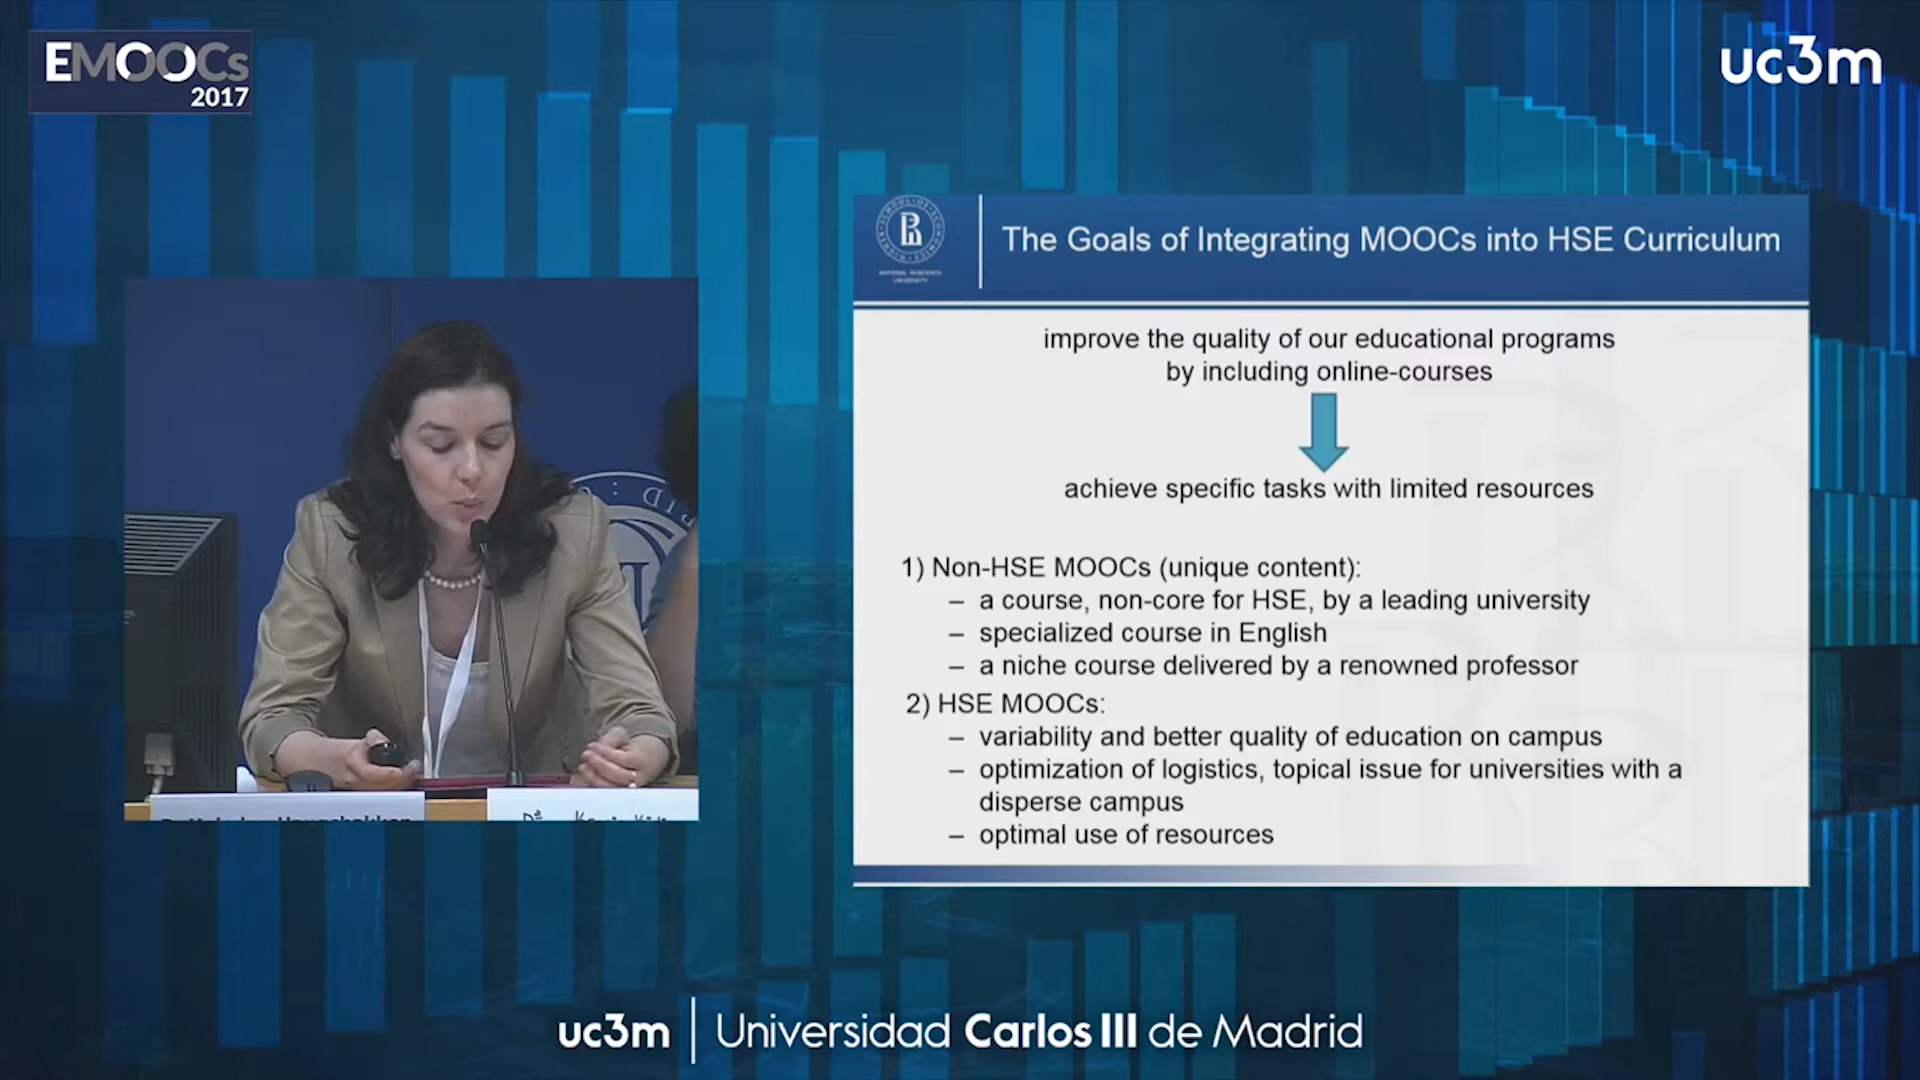 EMOOCs
2017
uc3m
The Goals of Integrating MOOCs into HSE Curriculum
NATIONAL RESEARCH
UNIVERSITY
improve the quality of our educational programs
by including online-courses
achieve specific tasks with limited resources
1) Non-HSE MOOCs (unique content):
– a course, non-core for HSE, by a leading university
– specialized course in English
– a niche course delivered by a renowned professor
2) HSE MOOCs:
– variability and better quality of education on campus
– optimization of logistics, topical issue for universities with a
disperse campus
– optimal use of resources
uc3m | Universidad Carlos III de Madrid